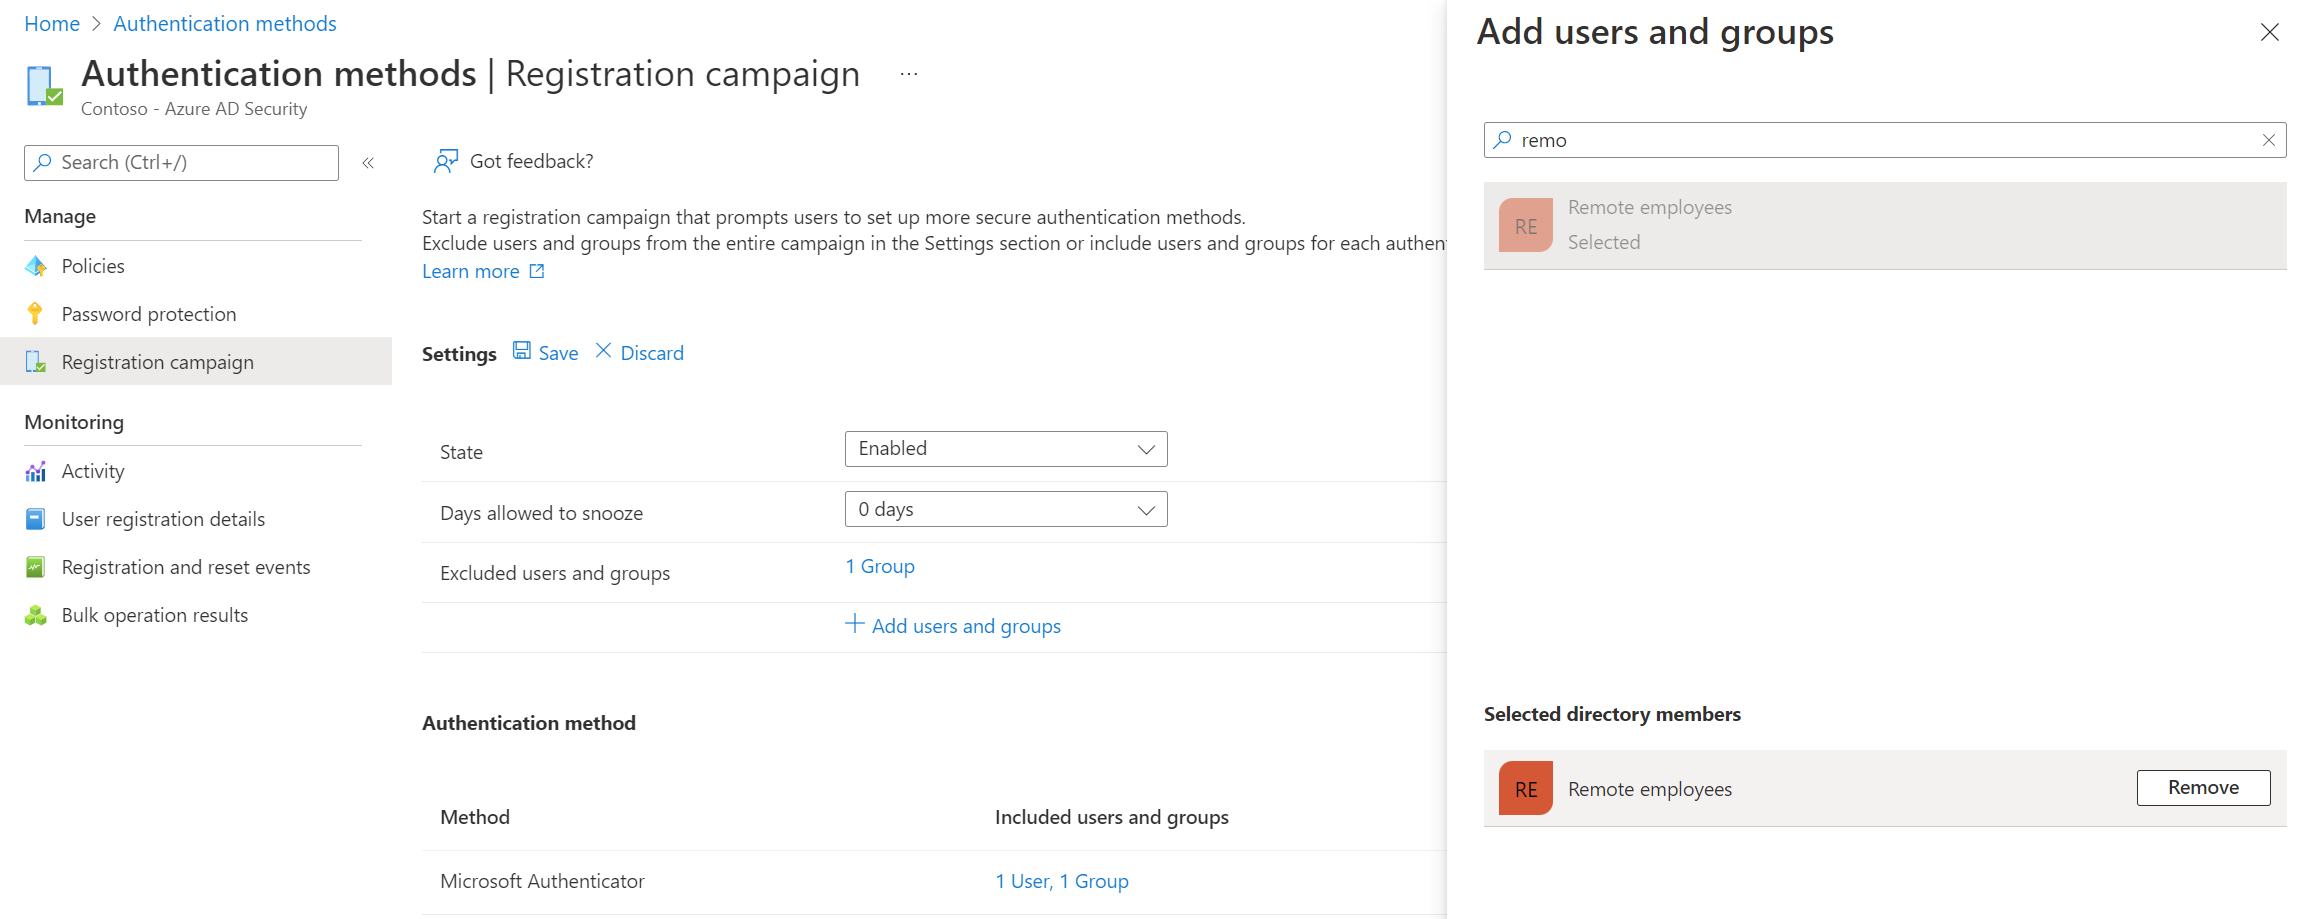 Home > Authentication methods
Authentication methods | Registration campaign ...
Contoso - Azure AD Security
Search (Ctrl+/)
«
Manage
Policies
Password protection
Registration campaign
Monitoring
Activity
User registration details
Registration and reset events
Bulk operation results
Got feedback?
Start a registration campaign that prompts users to set up more secure authentication methods.
Exclude users and groups from the entire campaign in the Settings section or include users and groups for each authen
Learn more
Settings Save Discard
State Enabled
Days allowed to snooze 0 days
Excluded users and groups 1 Group
Add users and groups
Authentication method
Method Included users and groups
Microsoft Authenticator 1 User, 1 Group
Add users and groups
remo
RE Remote employees
Selected
Selected directory members
RE Remote employees Remove